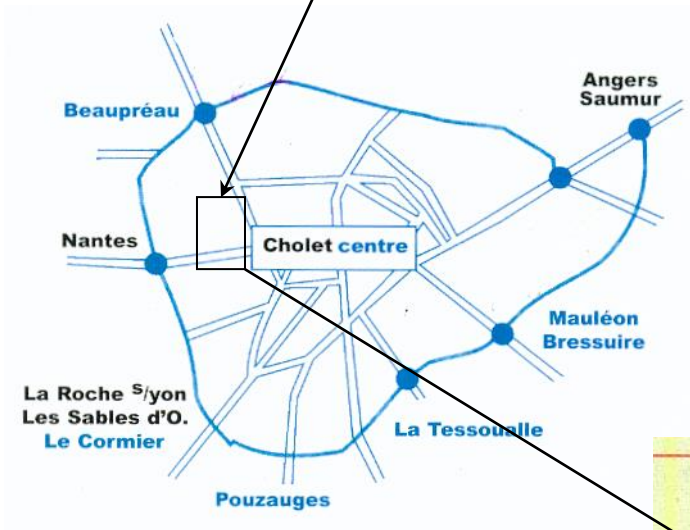 Angers
Saumur
Beaupréau
Nantes
Cholet centre
Mauléon
Bressuire
La Roche s/yon
Les Sables d'O.
Le Cormier
La Tessoualle
Pouzauges